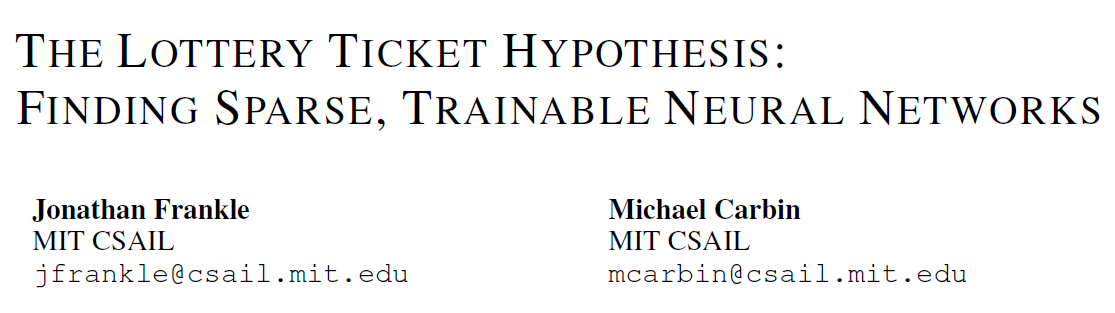 THE LOTTERY TICKET HYPOTHESIS:
FINDING SPARSE, TRAINABLE NEURAL NETWORKS
Jonathan Frankle
MIT CSAIL
jfrankle@csail.mit.edu
Michael Carbin
MIT CSAIL
mcarbin@csail.mit.edu